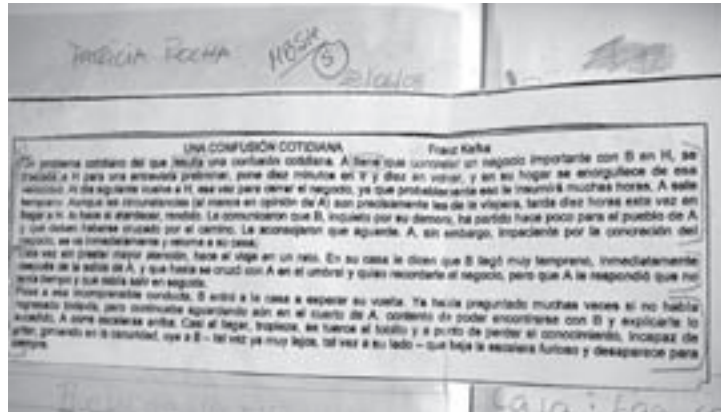 PATRICIA ROCHA MBSM 5
UNA CONFUSIÓN COTIDIANA Franz Kafka
Un problema cotidiano del que resulta una confusión cotidiana. A tiene que concretar un negocio importante con B en H, se
traslada a H para una entrevista preliminar, pone diez minutos en ir y diez en volver, y en su hogar se enorgullece de esa
velocidad. Al día siguiente vuelve a H, esa vez para cerrar el negocio, ya que probablemente eso le insumirá muchas horas. A sale
temprano. Aunque las circunstancias (al menos en opinión de A) son precisamente las de la víspera, tarda diez horas esta vez en
llegar a H. Lo hace al atardecer, rendido. Le comunicaron que B, inquieto por su demora, ha partido hace poco para el pueblo de A
y que deben haberse cruzado por el camino. Le aconsejaron que aguarde. A, sin embargo, impaciente por la concreción del
negocio, se va inmediatamente y retorna a su casa.
Esta vez sin prestar mayor atención, hace el viaje en un rato. En su casa le dicen que B llegó muy temprano, inmediatamente
después de la salida de A, y que hasta se cruzó con A en el umbral y quiso recordarle el negocio, pero que A le respondió que no
tenía tiempo y que debía salir en seguida.
Pese a esa incomprensible conducta, B entró a la casa a esperar su vuelta. Ya había preguntado muchas veces si no había
regresado todavía, pero continuaba aguardando aún en el cuarto de A. contento de poder encontrarse con B y explicarle lo
sucedido, A corre escaleras arriba. Casi al llegar, tropieza, se tuerce el tobillo y a punto de perder el conocimiento, incapaz de
gritar, gimiendo en la oscuridad, oye a B – tal vez ya muy lejos, tal vez a su lado – que baja la escalera furioso y desaparece para
siempre.